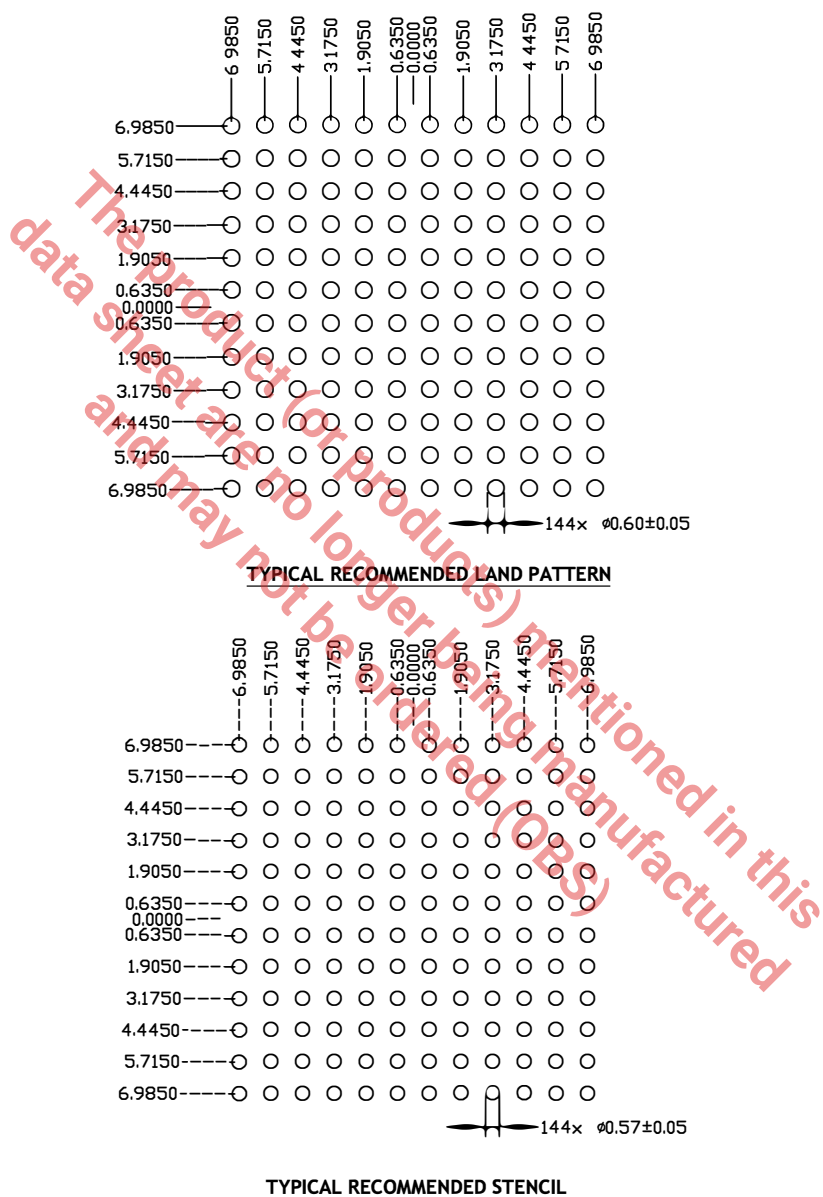 6 9850 5.7150 4 4450 31750 1.9050 0.6350 0.0000 0.6350 1.9050 31750 4 4450 5 7150 6 9850
6.9850
5.7150
4.4450
3.1750
1.9050
0.6350
0.0000
0.6350
1.9050
3.1750
4.4450
5.7150
6.9850
144x ø0.60±0.05
TYPICAL RECOMMENDED LAND PATTERN
6.9850 5.7150 4.4450 3.1750 1.9050 0.6350 0.0000 0.6350 1.9050 3.1750 4.4450 5.7150 6.9850
6.9850
5.7150
4.4450
3.1750
1.9050
0.6350
0.0000
0.6350
1.9050
3.1750
4.4450
5.7150
6.9850
144x ø0.57±0.05
TYPICAL RECOMMENDED STENCIL
The product (or products) mentioned in this
data sheet are no longer being manufactured
and may not be ordered (OBS)